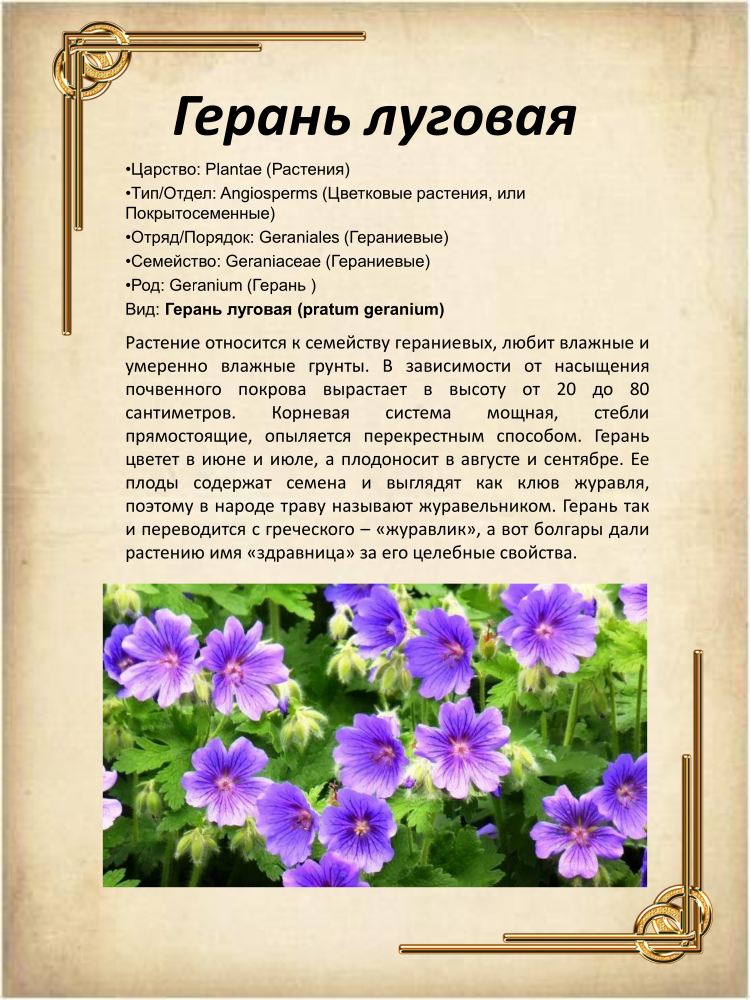 Герань луговая
•Царство: Plantae (Растения)
•Тип/Отдел: Angiosperms (Цветковые растения, или
Покрытосеменные)
•Отряд/Порядок: Geraniales (Гераниевые)
•Семейство: Geraniaceae (Гераниевые)
•Род: Geranium (Герань )
Вид: Герань луговая (pratum geranium)
Растение относится к семейству гераниевых, любит влажные и
умеренно влажные грунты. В зависимости от насыщения
почвенного покрова вырастает в высоту от 20 до 80
сантиметров. Корневая система мощная, стебли
прямостоящие, опыляется перекрестным способом. Герань
цветет в июне и июле, а плодоносит в августе и сентябре. Ее
плоды содержат семена и выглядят как клюв журавля,
поэтому в народе траву называют журавельником. Герань так
и переводится с греческого – «журавлик», а вот болгары дали
растению имя «здравница» за его целебные свойства.